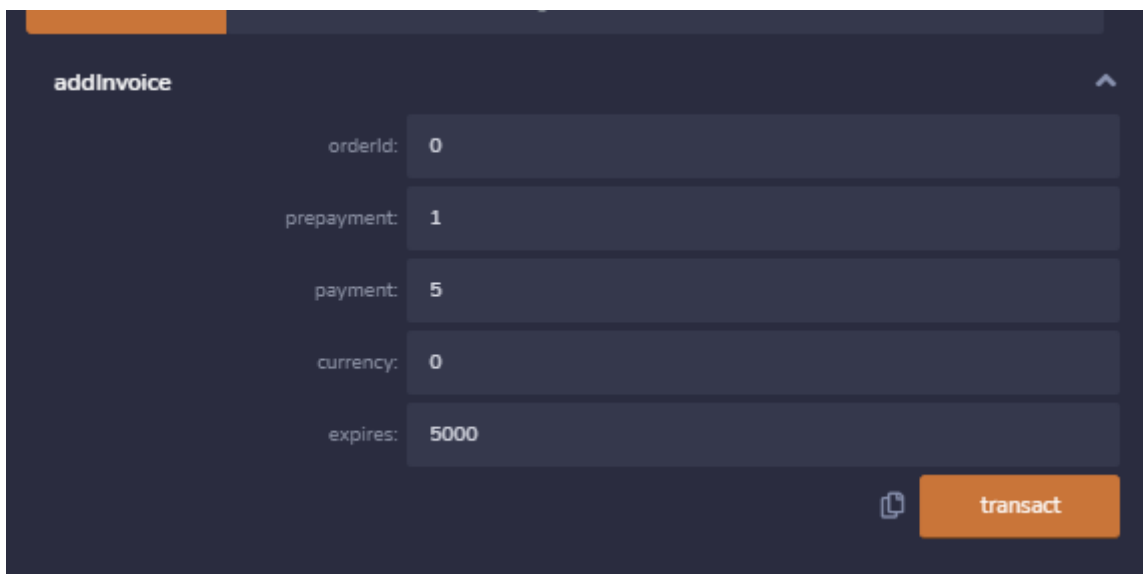 addInvoice
orderId: 0
prepayment: 1
payment: 5
currency: 0
expires: 5000
transact